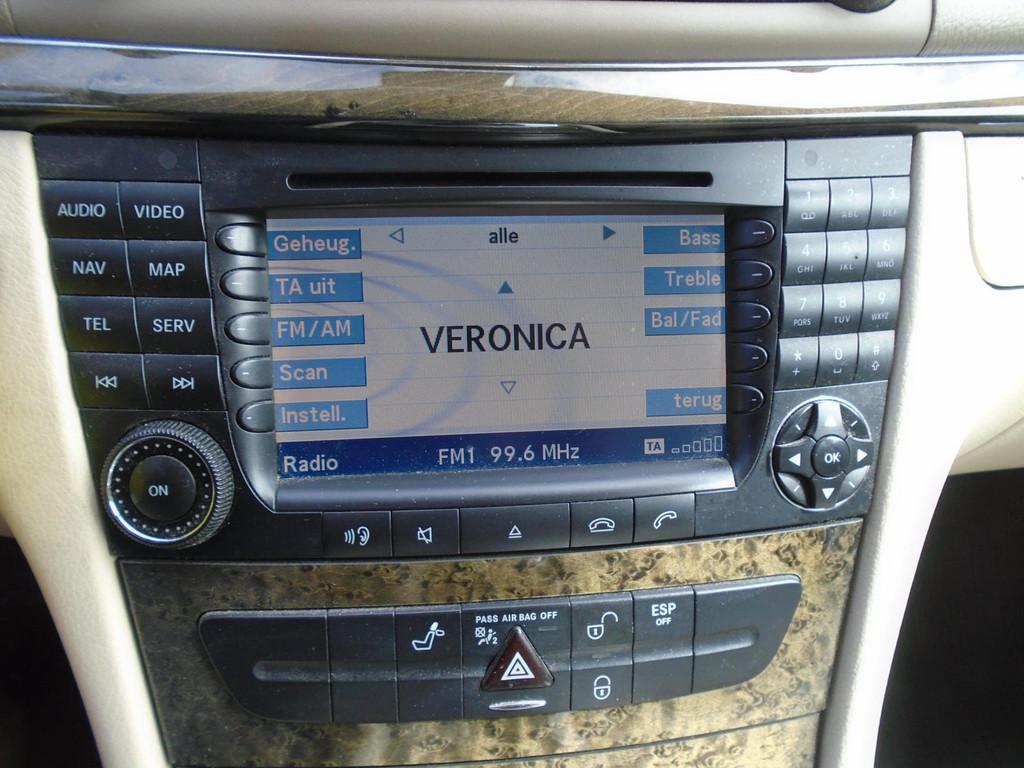 AUDIO VIDEO
NAV MAP
TEL SERV
ON
Geheug.
TA uit
FM/AM
Scan
Instell.
alle
VERONICA
Bass
Treble
Bal/Fad
terug
Radio FM1 99.6 MHz TA
1 2 ABC 3 DEF
4 GHI 5 JKL 6 MNO
7 PQRS 8 TUV 9 WXYZ
* + 0 #
OK
PASS AIR BAG OFF
2
ESP
OFF